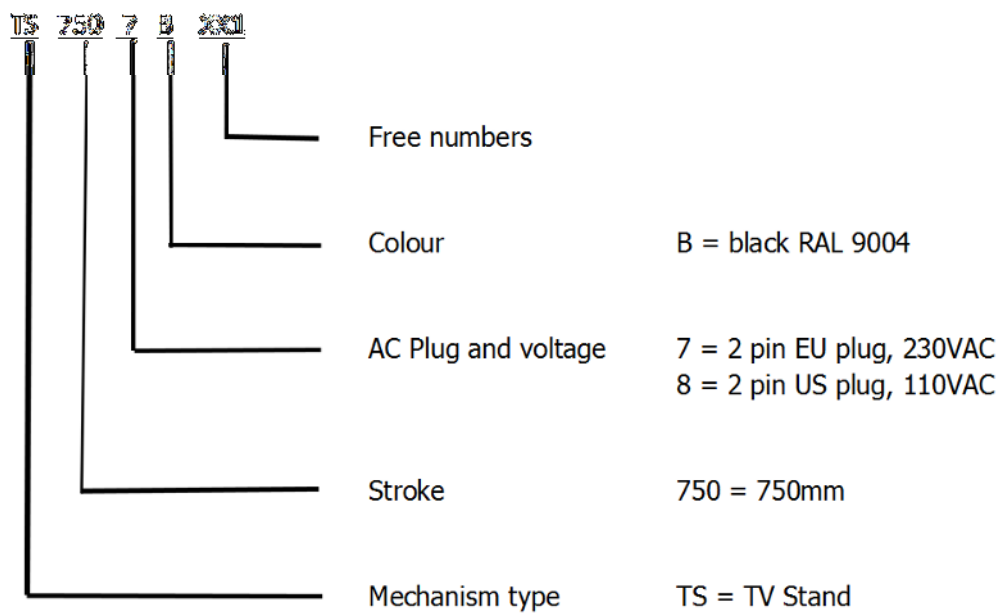 TS 750 7 B XX1
Free numbers
Colour B = black RAL 9004
AC Plug and voltage 7 = 2 pin EU plug, 230VAC
8 = 2 pin US plug, 110VAC
Stroke 750 = 750mm
Mechanism type TS = TV Stand